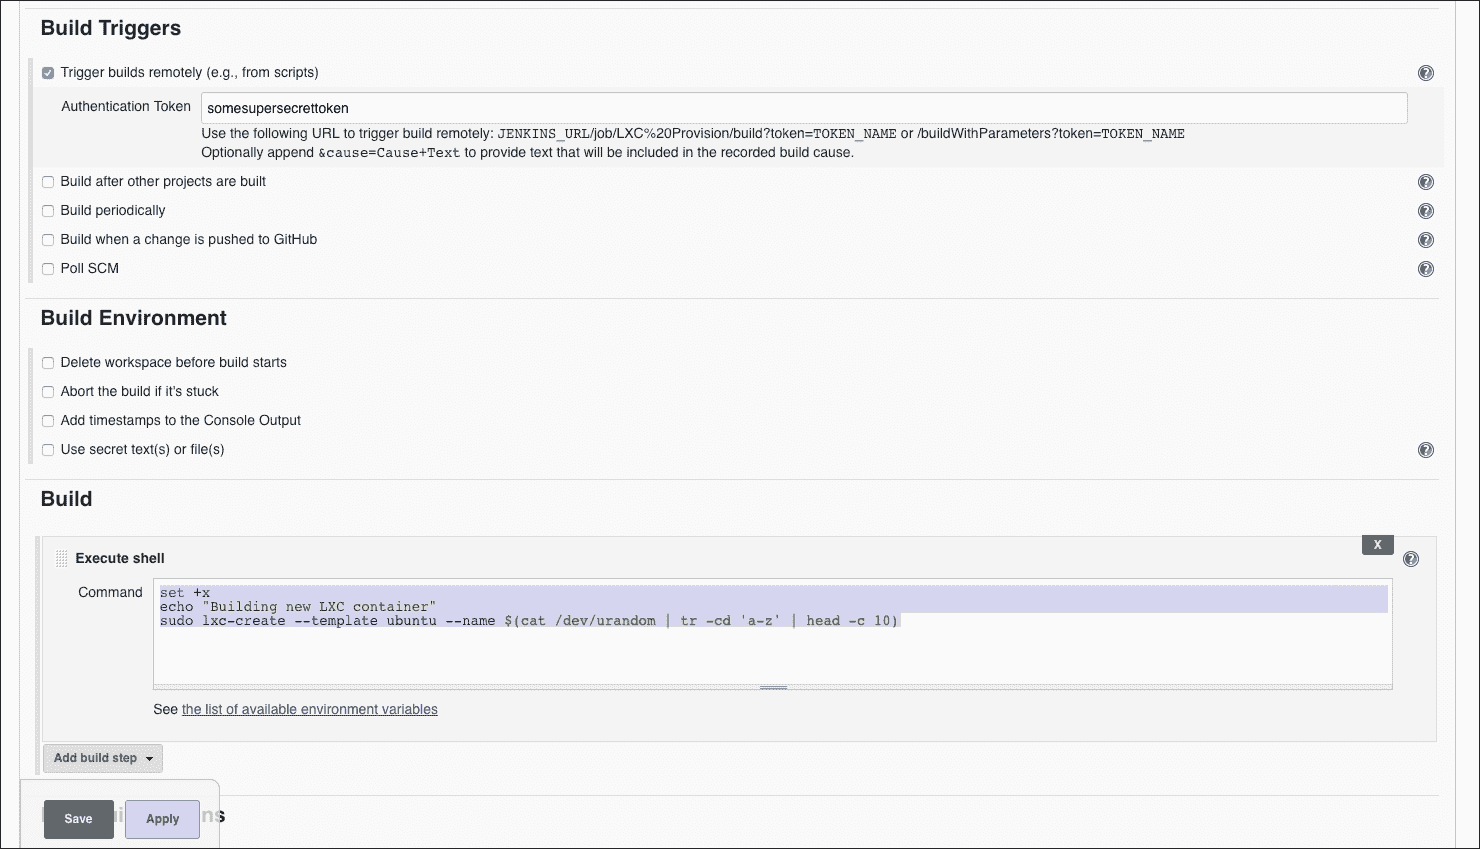 Build Triggers
Trigger builds remotely (e.g., from scripts)
Authentication Token
somesupersecrettoken
Use the following URL to trigger build remotely: JENKINS_URL/job/LXC%20Provision/build?token=TOKEN_NAME or /buildWithParameters?token=TOKEN_NAME
Optionally append &cause=Cause+Text to provide text that will be included in the recorded build cause.
Build after other projects are built
Build periodically
Build when a change is pushed to GitHub
Poll SCM
Build Environment
Delete workspace before build starts
Abort the build if it's stuck
Add timestamps to the Console Output
Use secret text(s) or file(s)
Build
X
Execute shell
Command
set +x
echo "Building new LXC container"
sudo lxc-create --template ubuntu --name $(cat /dev/urandom | tr -cd 'a-z' | head -c 10)
See the list of available environment variables
Add build step
Save
Apply